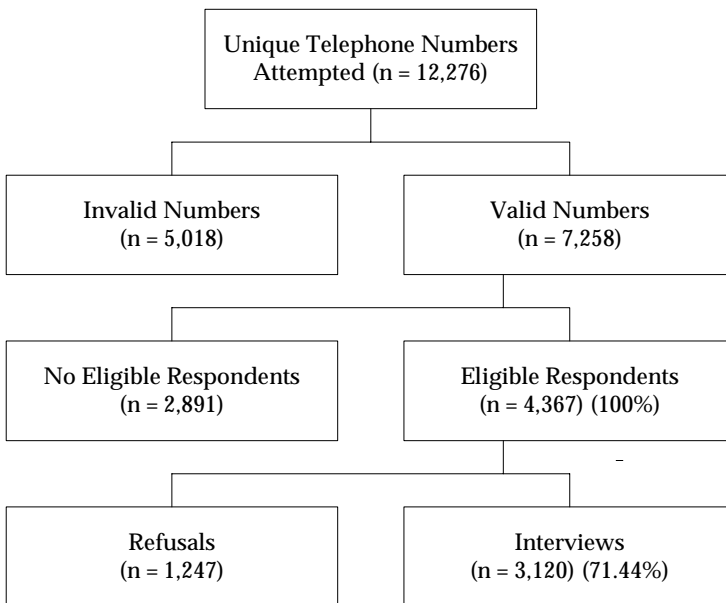 Unique Telephone Numbers
Attempted (n = 12,276)
Invalid Numbers
(n = 5,018)
Valid Numbers
(n = 7,258)
No Eligible Respondents
(n = 2,891)
Eligible Respondents
(n = 4,367) (100%)
Refusals
(n = 1,247)
Interviews
(n = 3,120) (71.44%)